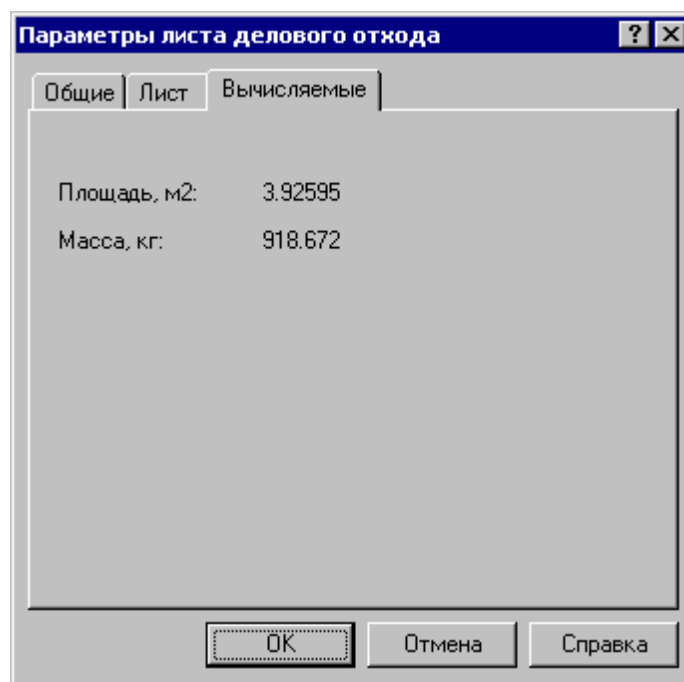 Параметры листа делового отхода
Общие Лист Вычисляемые
Площадь, м2: 3.92595
Масса, кг: 918.672
OK Отмена Справка